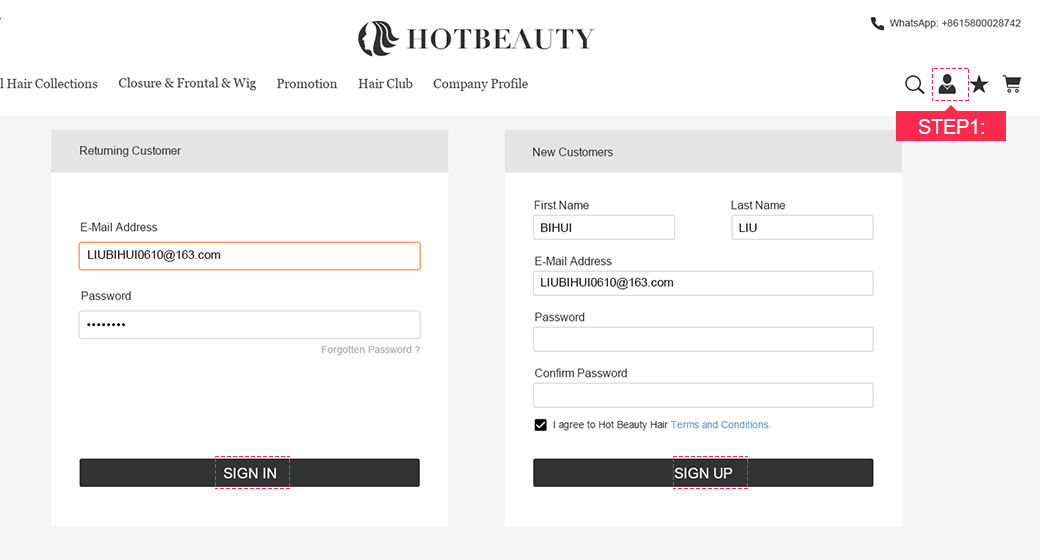 HOTBEAUTY
WhatsApp: +8615800028742
l Hair Collections Closure & Frontal & Wig Promotion Hair Club Company Profile
STEP1:
Returning Customer
E-Mail Address
LIUBIHUI0610@163.com
Password
••••••••
Forgotten Password ?
SIGN IN
New Customers
First Name Last Name
BIHUI LIU
E-Mail Address
LIUBIHUI0610@163.com
Password
Confirm Password
I agree to Hot Beauty Hair Terms and Conditions.
SIGN UP